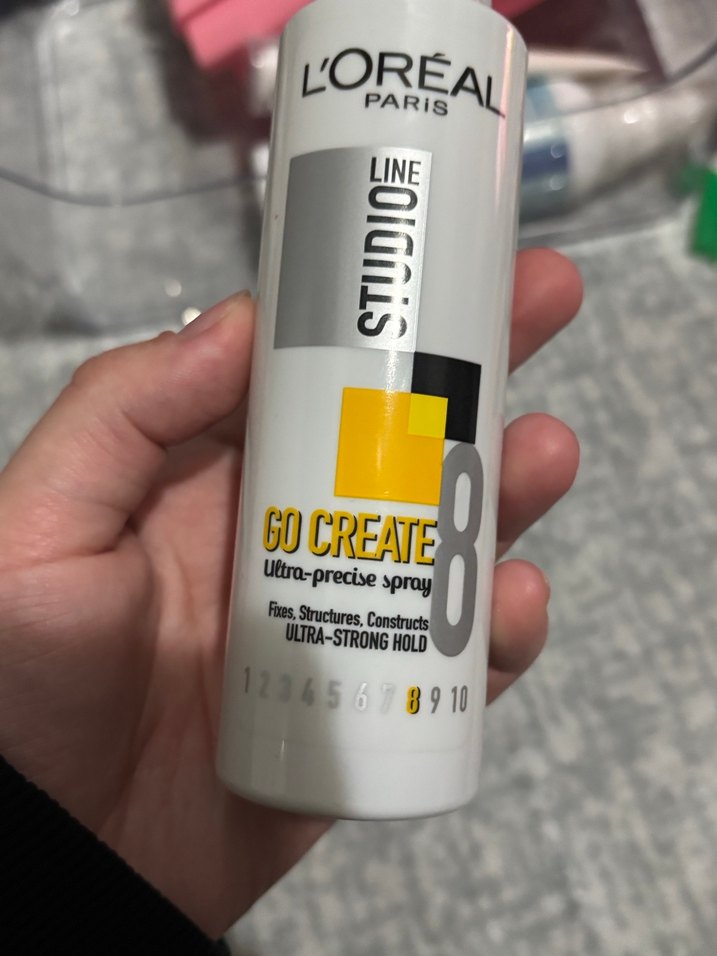 L'ORÉAL
PARIS
LINE
STUDIO
8
GO CREATE
Ultra-precise spray
Fixes, Structures, Constructs
ULTRA-STRONG HOLD
1 2 3 4 5 6 7 8 9 10